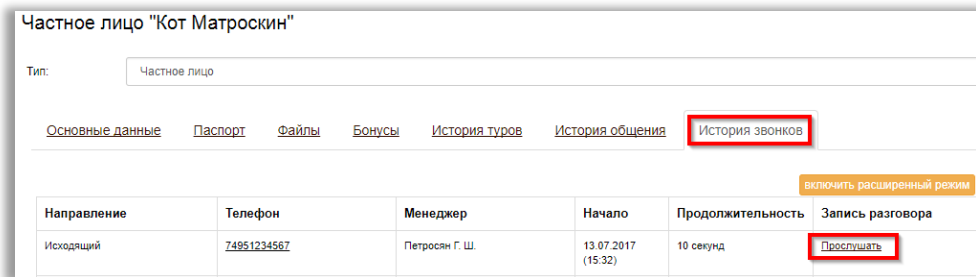 Частное лицо "Кот Матроскин"
Тип: Частное лицо
Основные данные Паспорт Файлы Бонусы История туров История общения История звонков
включить расширенный режим
Направление Телефон Менеджер Начало Продолжительность Запись разговора
Исходящий 74951234567 Петросян Г. Ш. 13.07.2017 10 секунд Прослушать
(15:32)